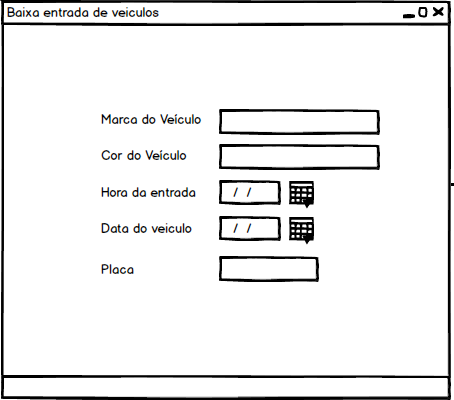 Baixa entrada de veiculos
Marca do Veículo
Cor do Veículo
Hora da entrada / /
Data do veiculo / /
Placa